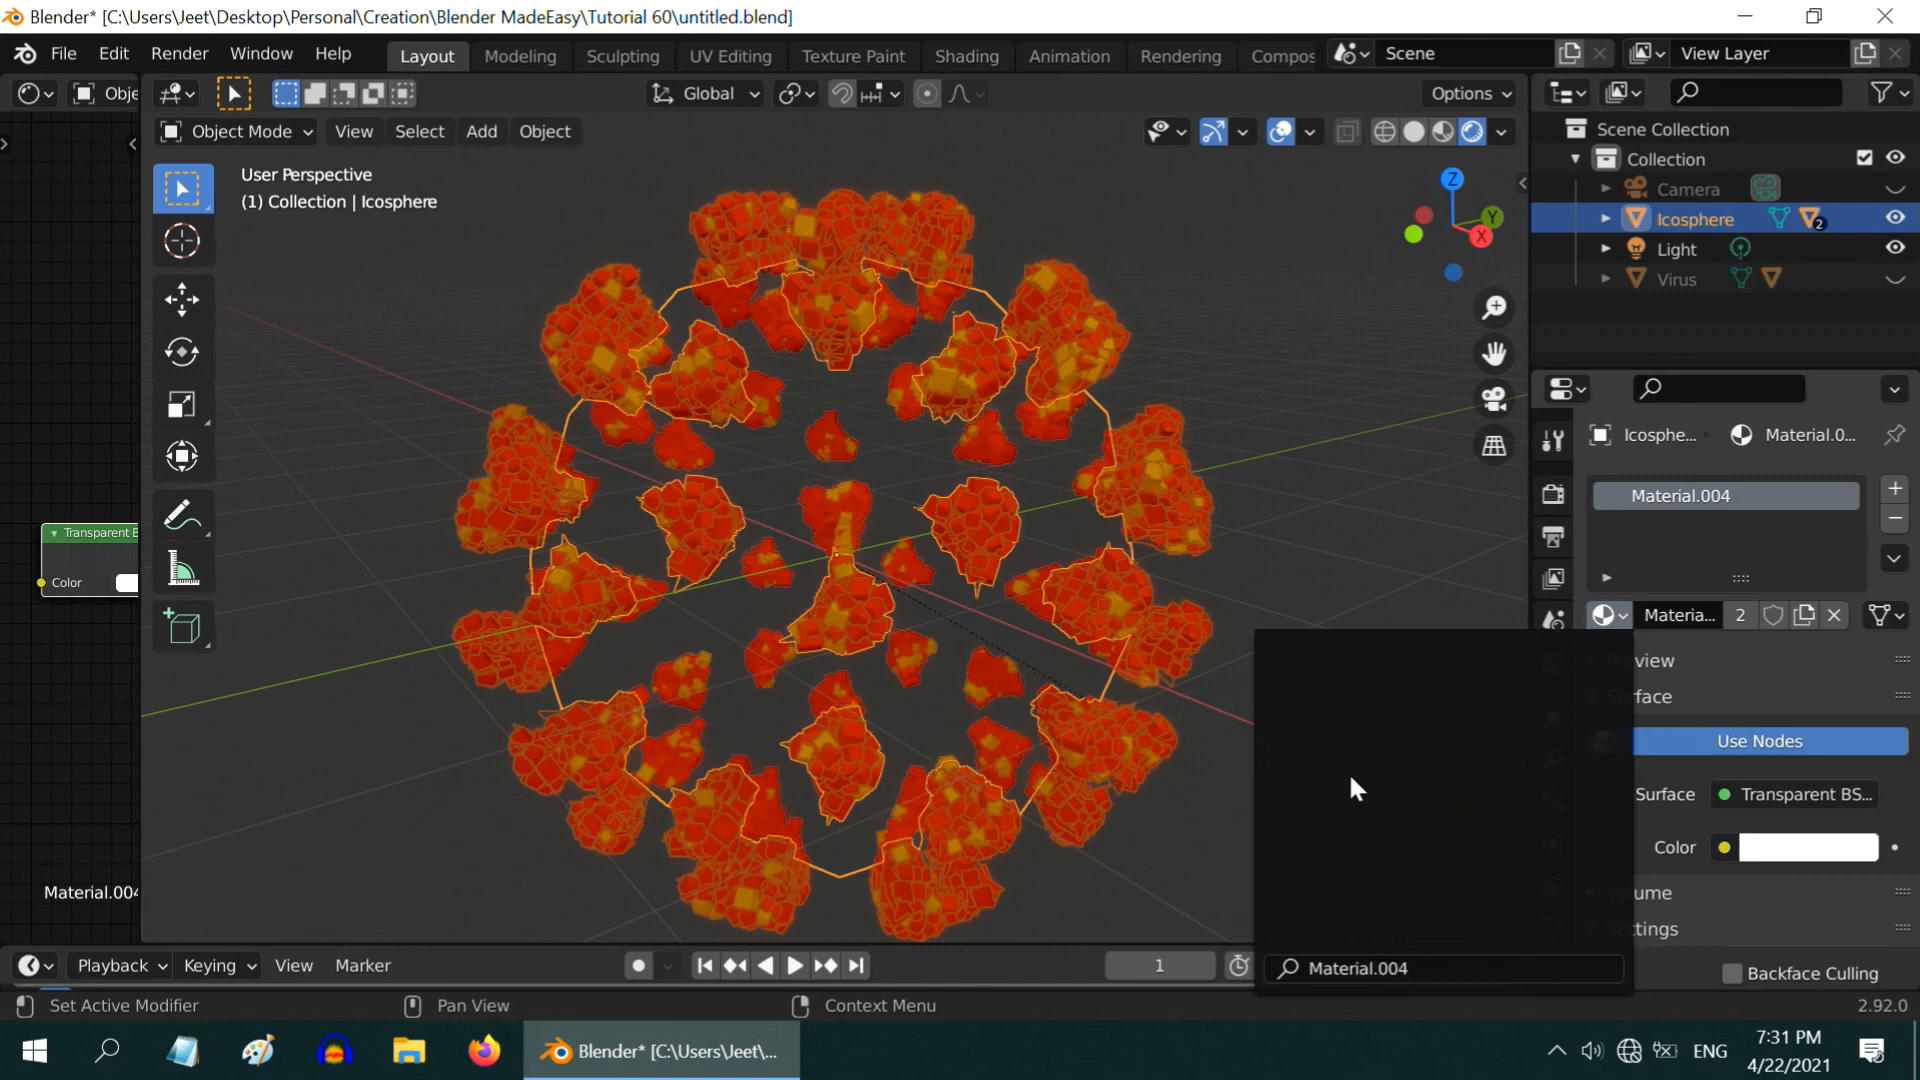 Blender* [C:\Users\Jeet\Desktop\Personal\Creation\Blender MadeEasy\Tutorial 60\untitled.blend]
File Edit Render Window Help Layout Modeling Sculpting UV Editing Texture Paint Shading Animation Rendering Compos Scene View Layer
Obje Global Options
Object Mode View Select Add Object
User Perspective
(1) Collection | Icosphere
Z
Y
X
Scene Collection
Collection
Camera
Icosphere 2
Light
Virus
Icosphe... Material.0...
Material.004
Materia... 2
view
face
Use Nodes
Surface Transparent BS...
Color
olume
ttings
Backface Culling
Transparent B
Color
Material.004
Material.004
Playback Keying View Marker 1
Set Active Modifier Pan View Context Menu 2.92.0
Blender* [C:\Users\Jeet\...
ENG
7:31 PM
4/22/2021